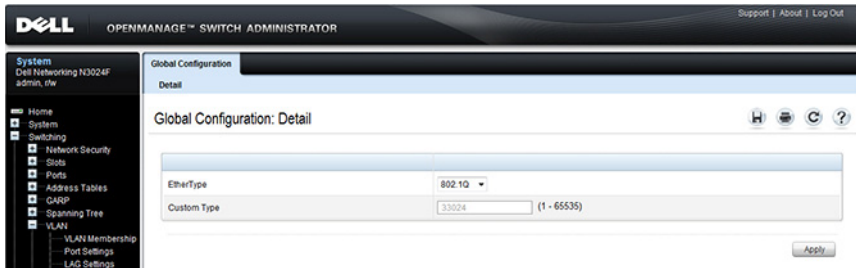 Support | About | Log Out
DELL OPENMANAGE™ SWITCH ADMINISTRATOR
System
Dell Networking N3024F
admin, r/w
Home
System
Switching
Network Security
Slots
Ports
Address Tables
GARP
Spanning Tree
VLAN
VLAN Membership
Port Settings
LAG Settings
Global Configuration
Detail
Global Configuration: Detail
EtherType 802.1Q
Custom Type 33024 (1 - 65535)
Apply